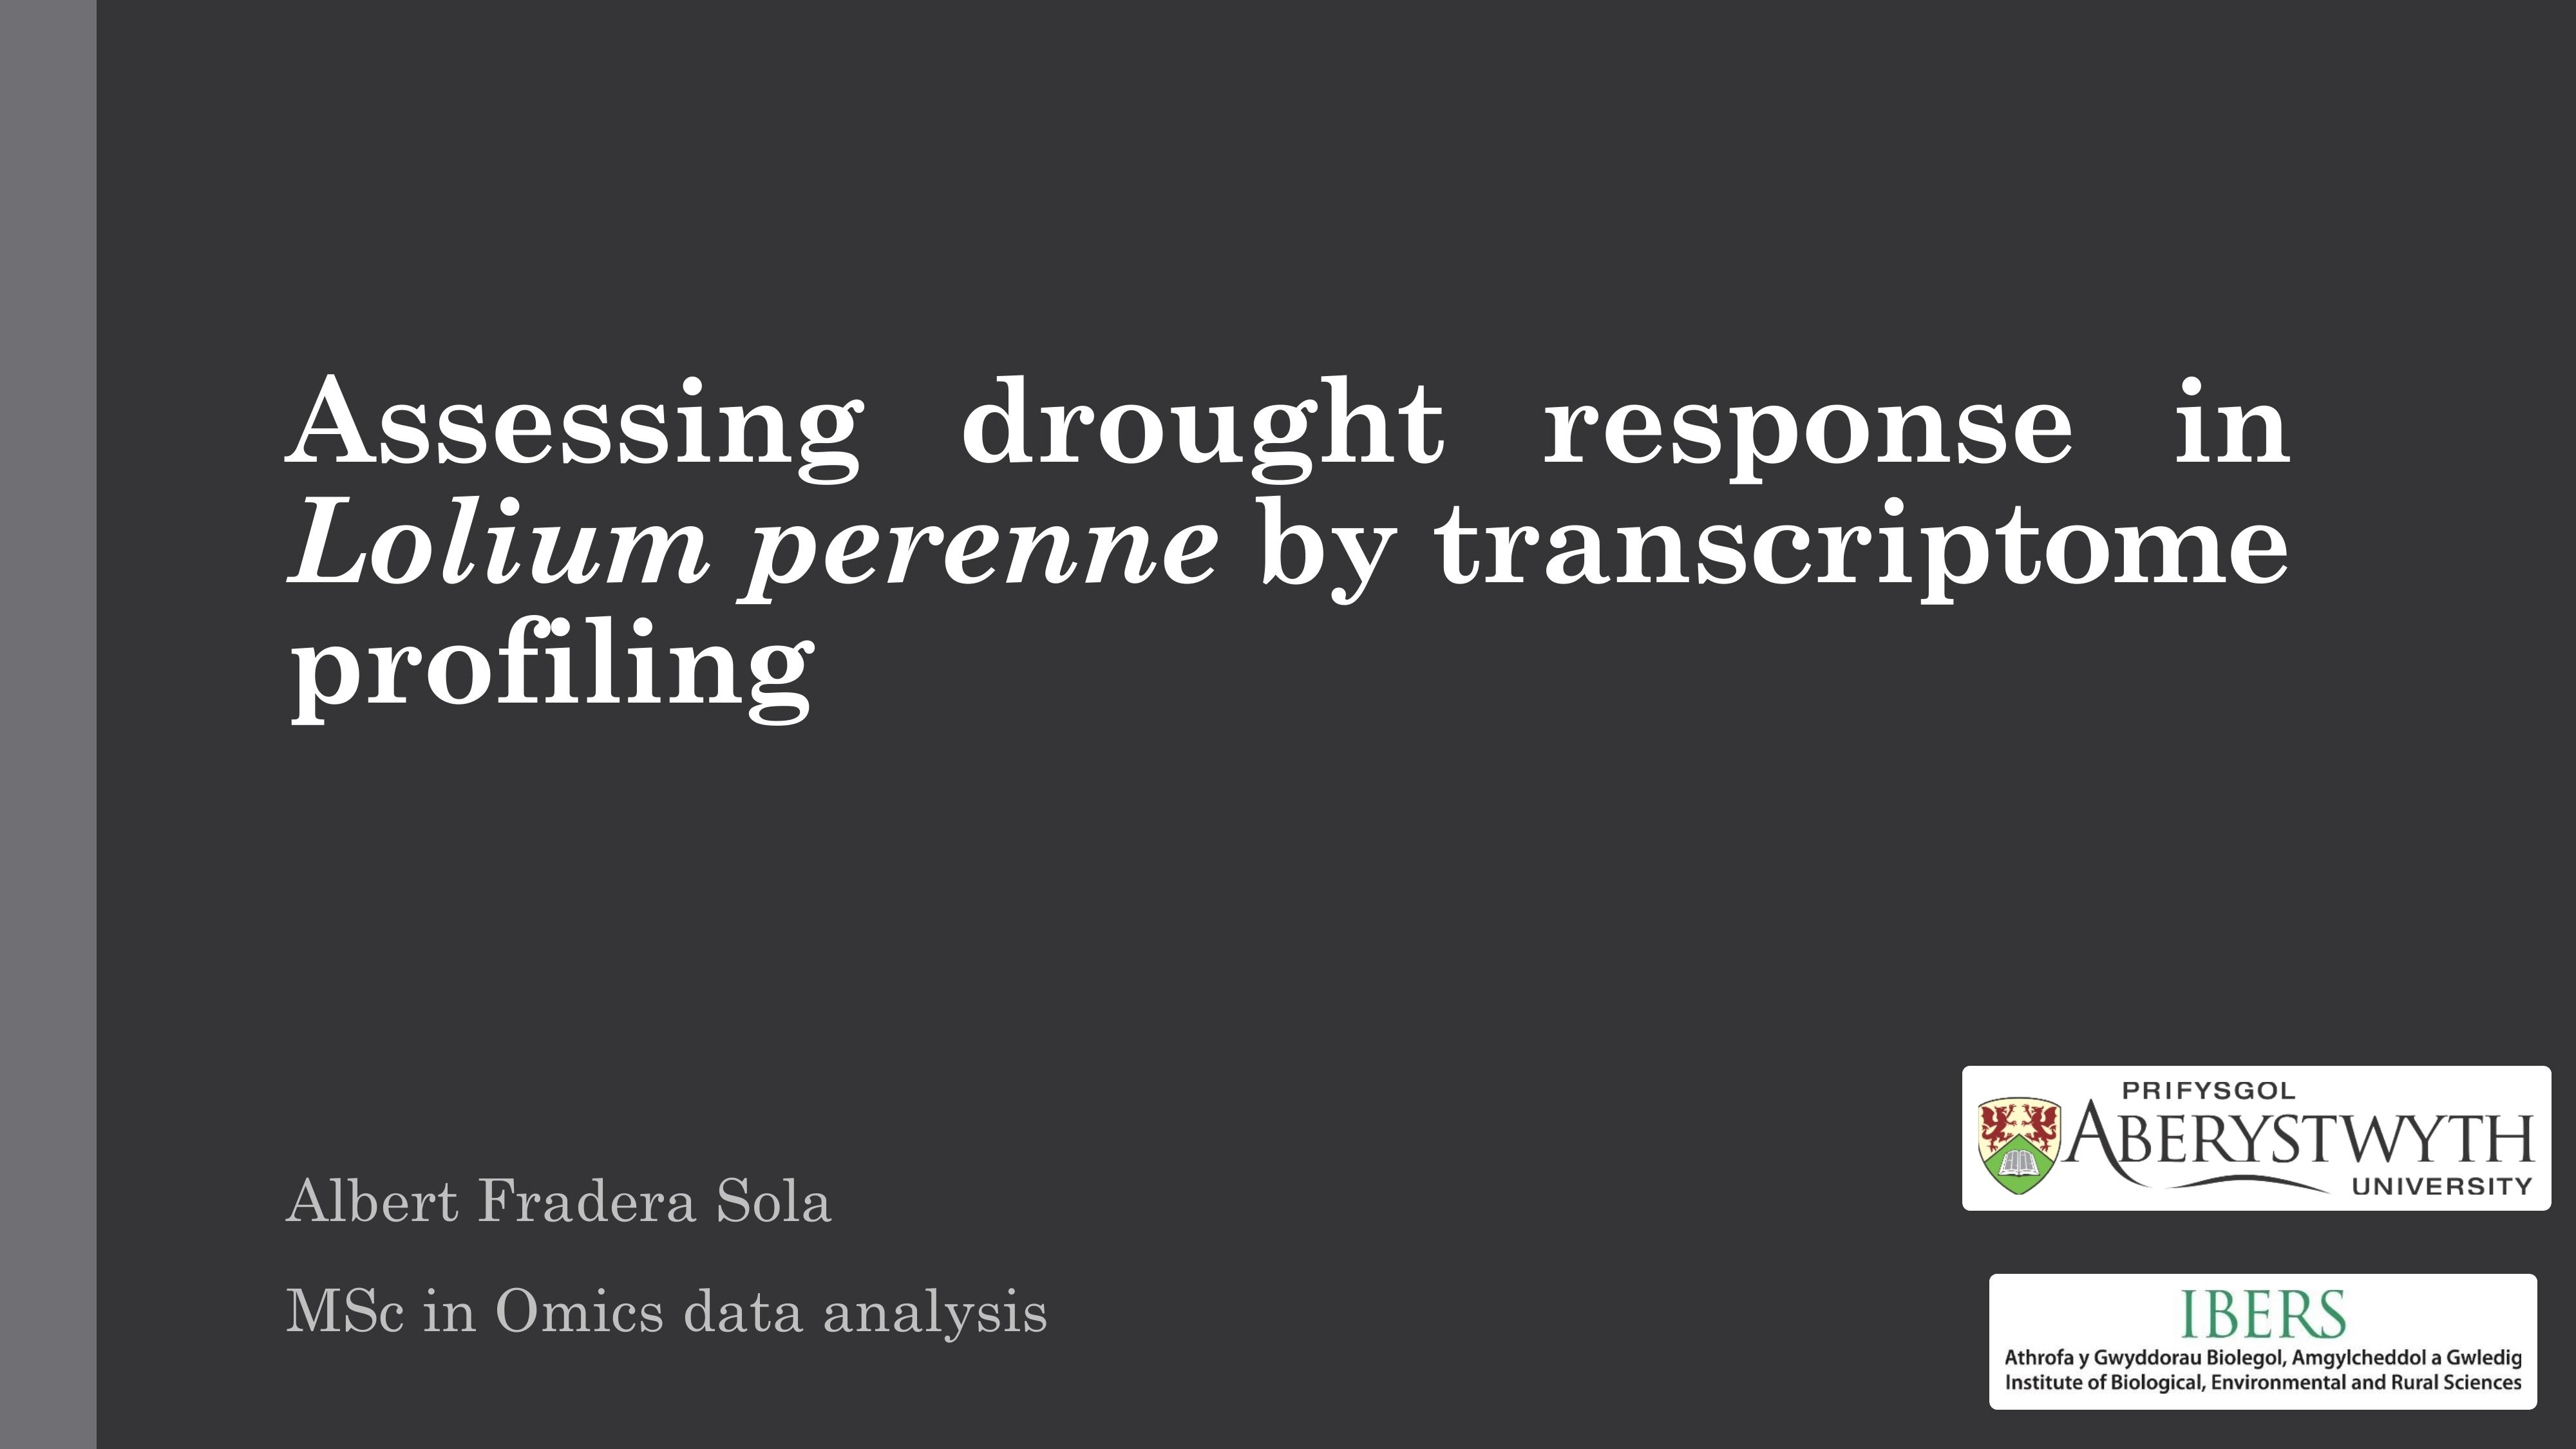 Assessing drought response in
Lolium perenne by transcriptome
profiling
Albert Fradera Sola
MSc in Omics data analysis
PRIFYSGOL
ABERYSTWYTH
UNIVERSITY
IBERS
Athrofa y Gwyddorau Biolegol, Amgylcheddol a Gwledig
Institute of Biological, Environmental and Rural Sciences